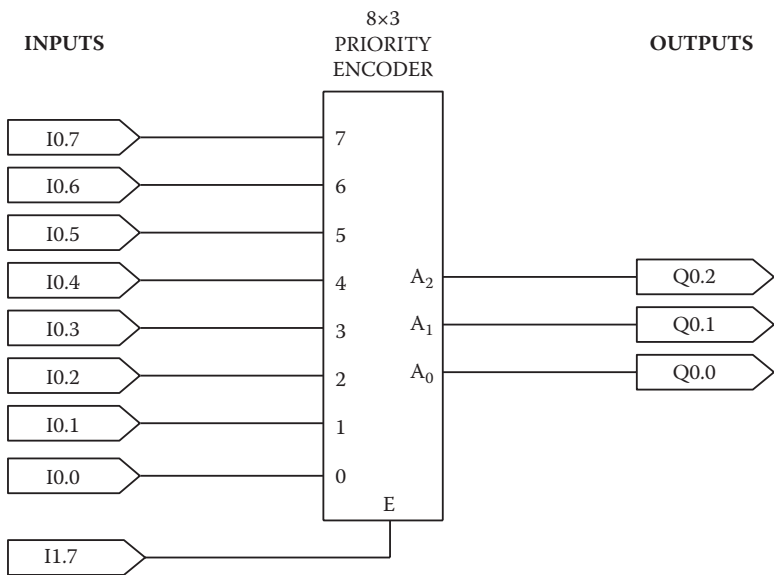 8×3
PRIORITY
ENCODER
INPUTS
OUTPUTS
I0.7
7
I0.6
6
I0.5
5
I0.4
4
A2
Q0.2
I0.3
3
A1
Q0.1
I0.2
2
A0
Q0.0
I0.1
1
I0.0
0
E
I1.7